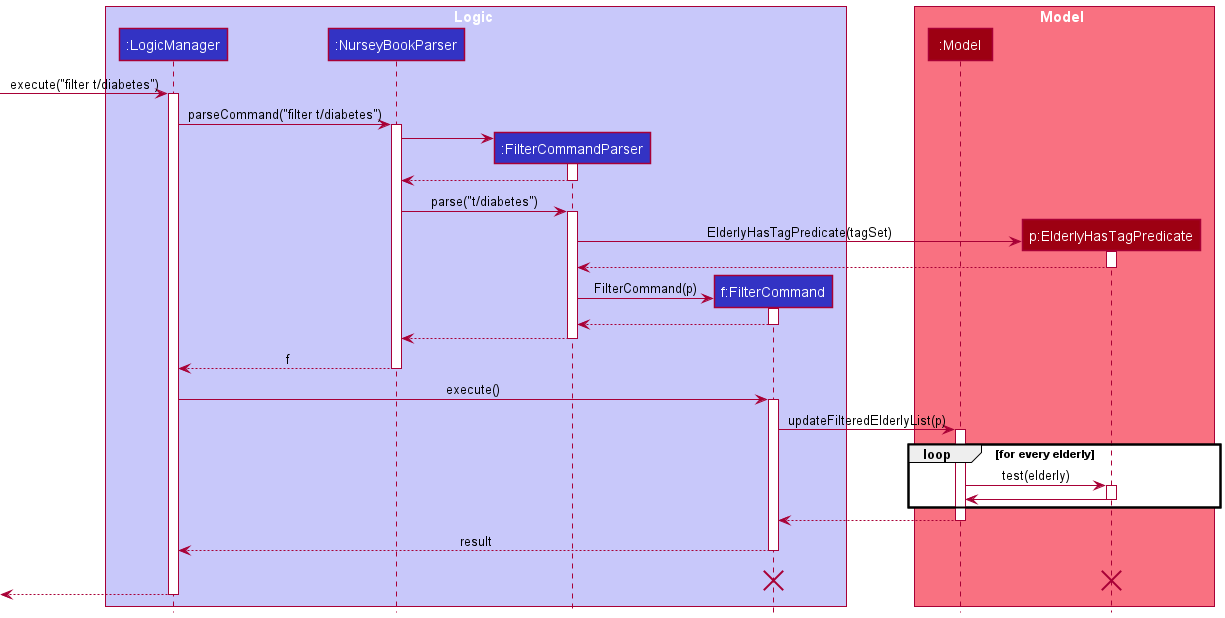 Logic
Model
:LogicManager
:NurseyBookParser
:Model
execute("filter t/diabetes")
parseCommand("filter t/diabetes")
:FilterCommandParser
parse("t/diabetes")
ElderlyHasTagPredicate(tagSet)
p:ElderlyHasTagPredicate
FilterCommand(p)
f:FilterCommand
f
execute()
updateFilteredElderlyList(p)
loop
[for every elderly]
test(elderly)
result